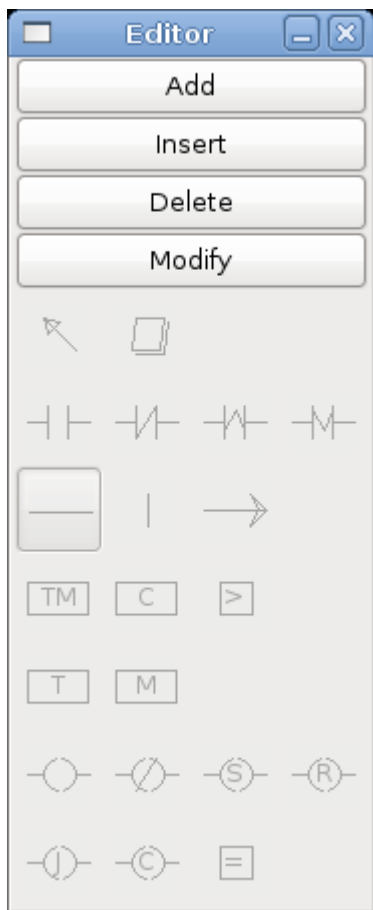 Editor
Add
Insert
Delete
Modify
M
TM C >
T M
S R
J C =